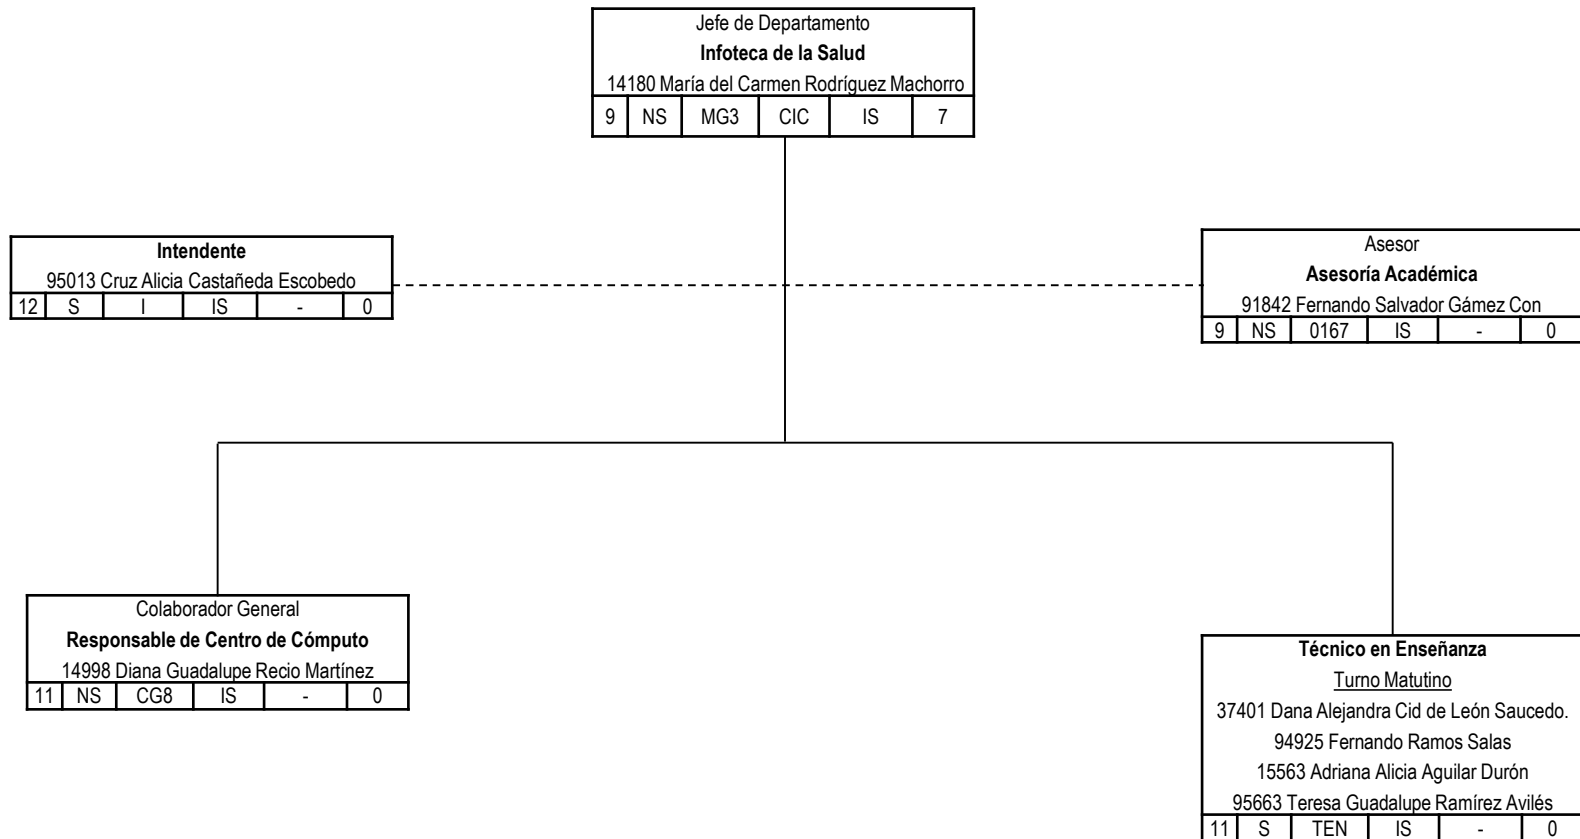 Jefe de Departamento
Infoteca de la Salud
14180 María del Carmen Rodríguez Machorro
9 NS MG3 CIC IS 7
Intendente
95013 Cruz Alicia Castañeda Escobedo
12 S I IS - 0
Asesor
Asesoría Académica
91842 Fernando Salvador Gámez Con
9 NS 0167 IS - 0
Colaborador General
Responsable de Centro de Cómputo
14998 Diana Guadalupe Recio Martínez
11 NS CG8 IS - 0
Técnico en Enseñanza
Turno Matutino
37401 Dana Alejandra Cid de León Saucedo.
94925 Fernando Ramos Salas
15563 Adriana Alicia Aguilar Durón
95663 Teresa Guadalupe Ramírez Avilés
11 S TEN IS - 0